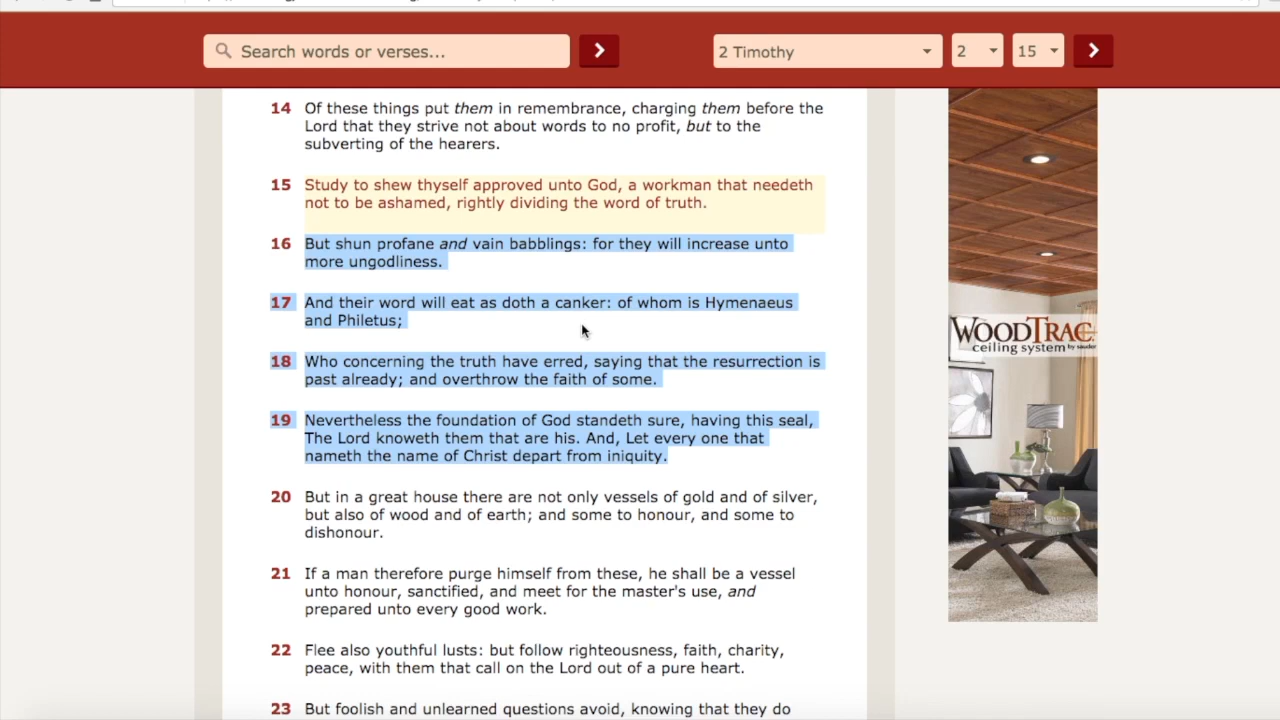 Search words or verses...
2 Timothy
2
15
14 Of these things put them in remembrance, charging them before the
Lord that they strive not about words to no profit, but to the
subverting of the hearers.
15 Study to shew thyself approved unto God, a workman that needeth
not to be ashamed, rightly dividing the word of truth.
16 But shun profane and vain babblings: for they will increase unto
more ungodliness.
17 And their word will eat as doth a canker: of whom is Hymenaeus
and Philetus;
18 Who concerning the truth have erred, saying that the resurrection is
past already; and overthrow the faith of some.
19 Nevertheless the foundation of God standeth sure, having this seal,
The Lord knoweth them that are his. And, Let every one that
nameth the name of Christ depart from iniquity.
20 But in a great house there are not only vessels of gold and of silver,
but also of wood and of earth; and some to honour, and some to
dishonour.
21 If a man therefore purge himself from these, he shall be a vessel
unto honour, sanctified, and meet for the master's use, and
prepared unto every good work.
22 Flee also youthful lusts: but follow righteousness, faith, charity,
peace, with them that call on the Lord out of a pure heart.
23 But foolish and unlearned questions avoid, knowing that they do
WOODTRAC
ceiling system by sauder